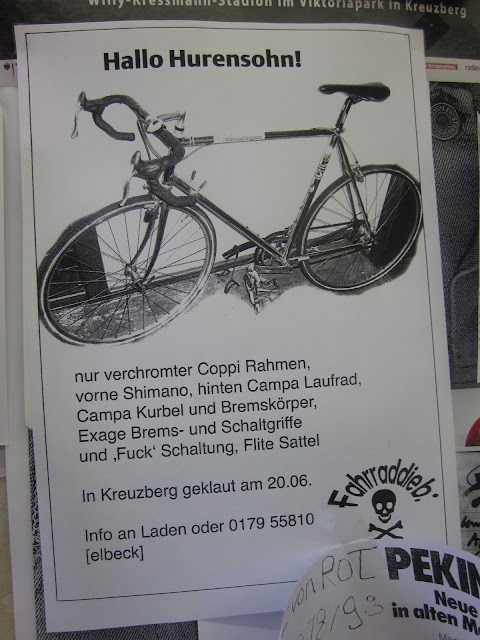 Willy-Kressmann-Stadion im Viktoriapark in Kreuzberg
Hallo Hurensohn!
nur verchromter Coppi Rahmen,
vorne Shimano, hinten Campa Laufrad,
Campa Kurbel und Bremskörper,
Exage Brems- und Schaltgriffe
und ‚Fuck‘ Schaltung, Flite Sattel
In Kreuzberg geklaut am 20.06.
Fahrraddieb:
Info an Laden oder 0179 55810
[elbeck]
von ROT
PEKIN
Neue
in alten M